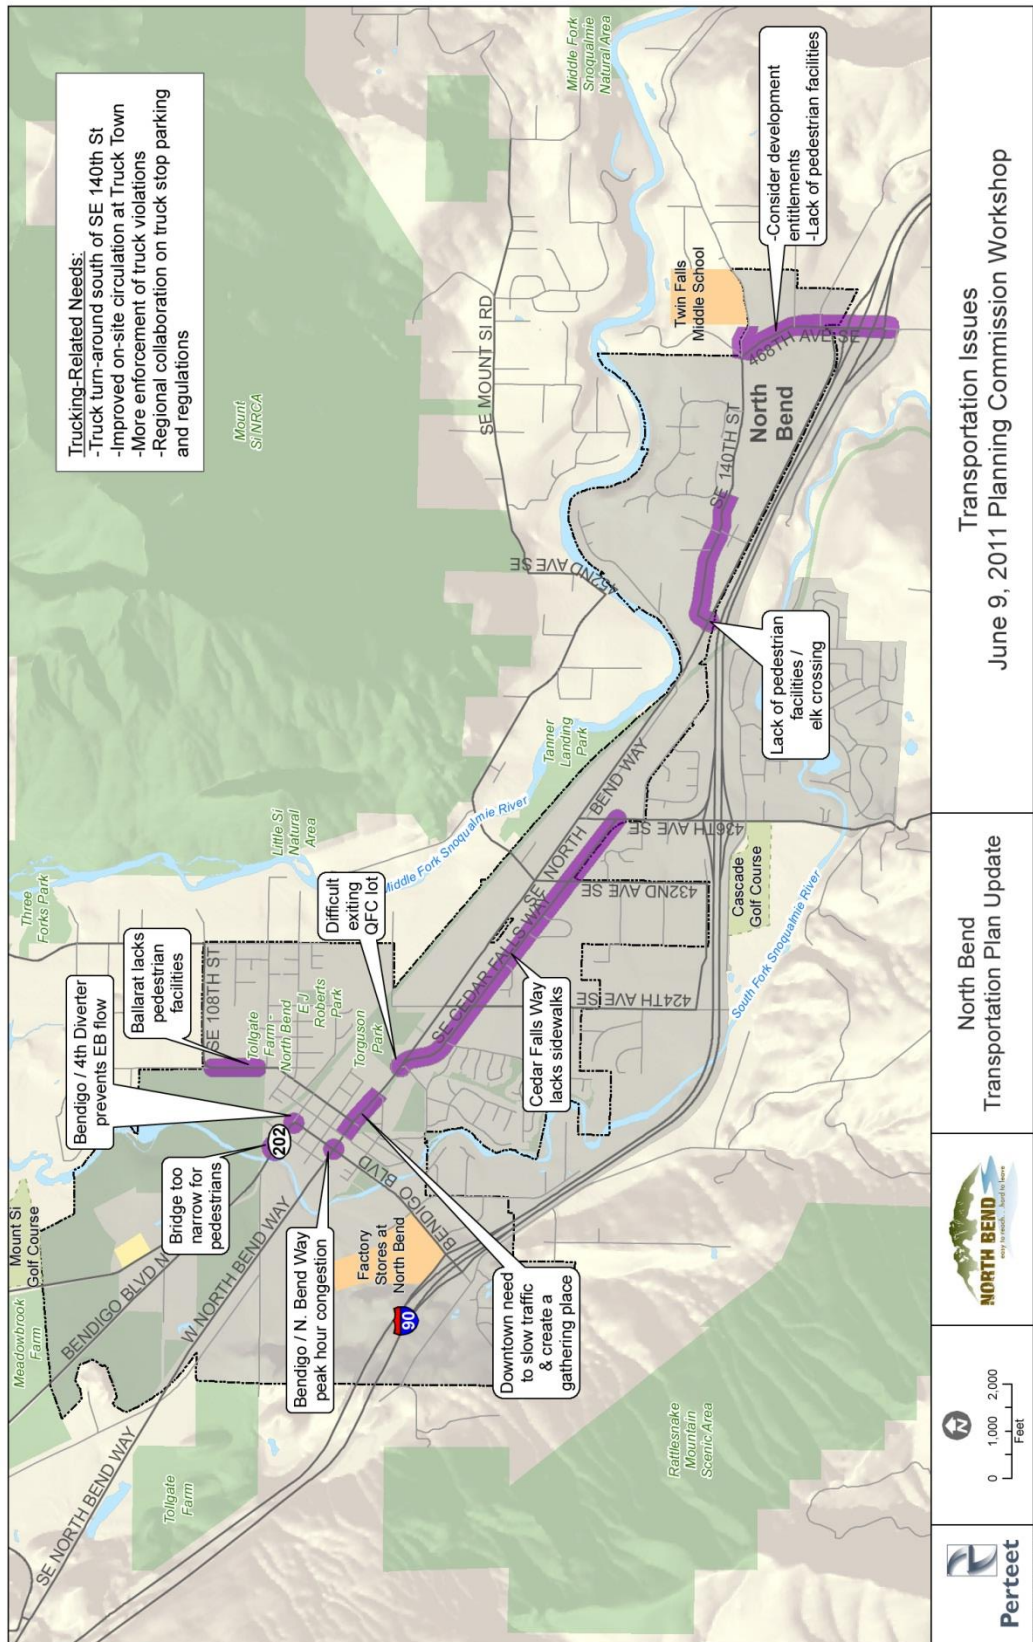 Trucking-Related Needs:
-Truck turn-around south of SE 140th St
-Improved on-site circulation at Truck Town
-More enforcement of truck violations
-Regional collaboration on truck stop parking
and regulations
Meadowbrook
Farm
Mount Si
Golf Course
Three
Forks Park
BENDIGO BLVD N
SE NORTH BEND WAY
W NORTH BEND WAY
Tollgate
Farm
Bridge too
narrow for
pedestrians
202
Bendigo / 4th Diverter
prevents EB flow
Ballarat lacks
pedestrian
facilities
SE 108TH ST
Tollgate
Farm -
North Bend
EJ
Roberts
Park
Torguson
Park
Little Si
Natural
Area
Mount
Si NRCA
Bendigo / N. Bend Way
peak hour congestion
Factory
Stores at
North Bend
BENDIGO BLVD
BENDIGO
90
Downtown need
to slow traffic
& create a
gathering place
Difficult
exiting
QFC lot
Middle Fork Snoqualmie River
SE CEDAR FALLS WAY
SE NORTH BEND WAY
Cedar Falls Way
lacks sidewalks
424TH AVE SE
432ND AVE SE
436TH AVE SE
Cascade
Golf Course
South Fork Snoqualmie River
Tanner
Landing
Park
Rattlesnake
Mountain
Scenic Area
452ND AVE SE
SE MOUNT SI RD
Middle Fork
Snoqualmie
Natural Area
Lack of pedestrian
facilities /
elk crossing
SE 140TH ST
North
Bend
Twin Falls
Middle School
468TH AVE SE
-Consider development
entitlements
-Lack of pedestrian facilities
Perteet
N
0 1,000 2,000
Feet
NORTH BEND
easy to reach... hard to leave
North Bend
Transportation Plan Update
Transportation Issues
June 9, 2011 Planning Commission Workshop